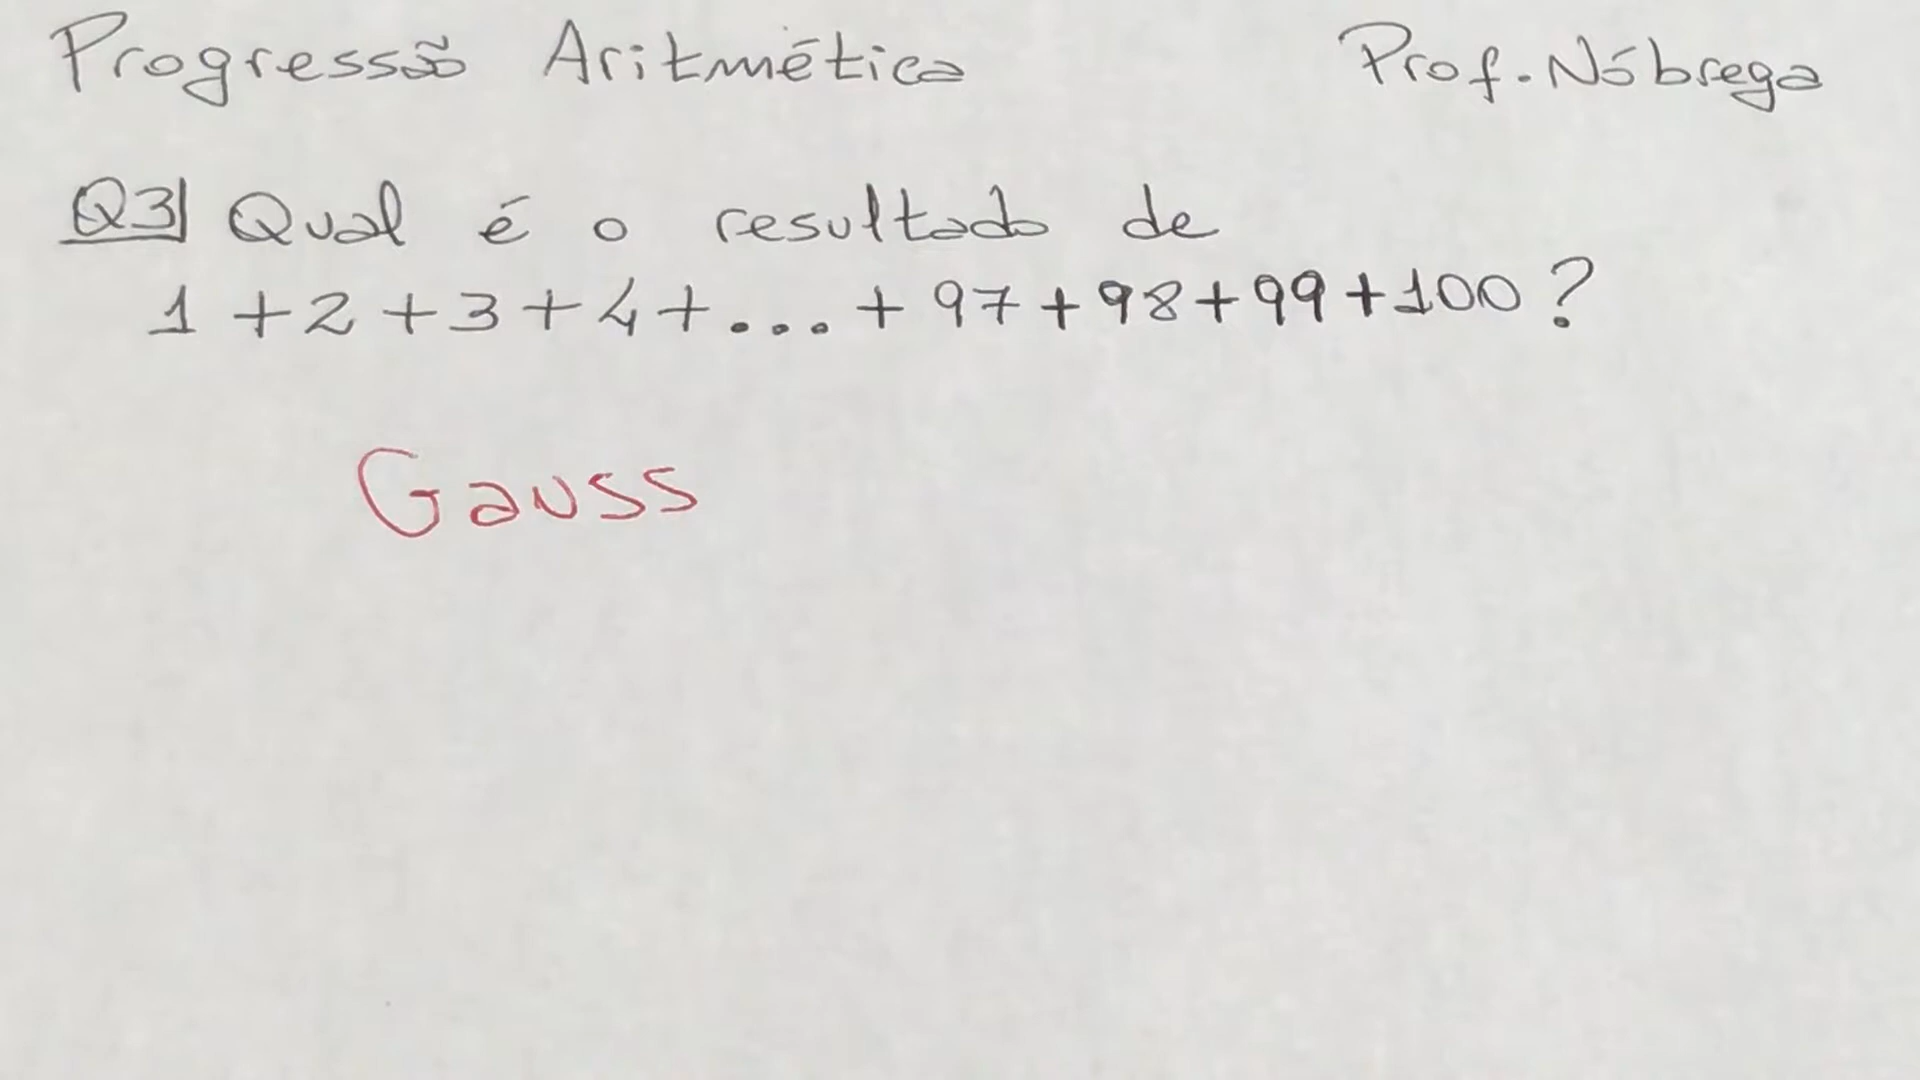 Progressão Aritmética Prof. Nóbrega
Q3| Qual é o resultado de
1 + 2 + 3 + 4 + ... + 97 + 98 + 99 + 100 ?
Gauss